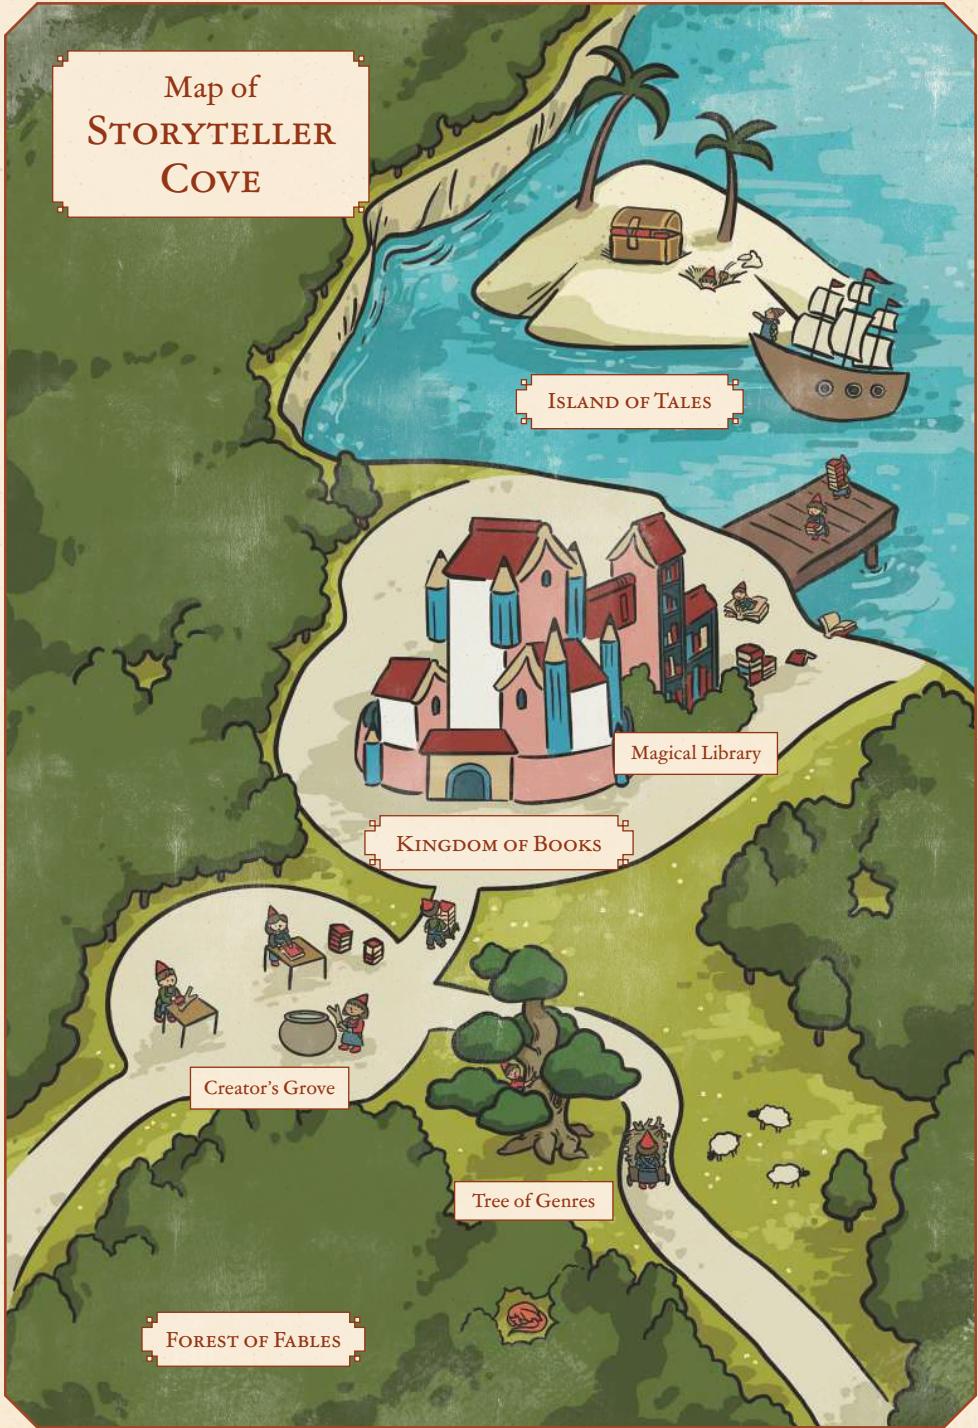 Map of
Storyteller
Cove
Island of Tales
Magical Library
Kingdom of Books
Creator's Grove
Tree of Genres
Forest of Fables